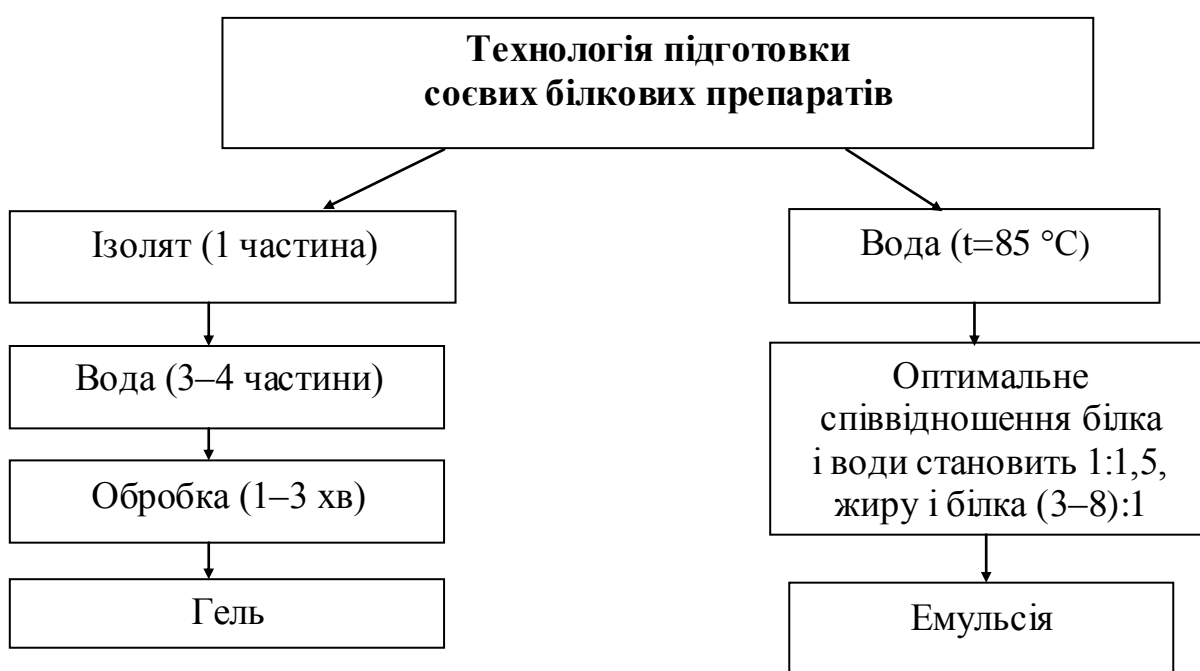 Технологія підготовки
соєвих білкових препаратів
Ізолят (1 частина)
Вода (3–4 частини)
Обробка (1–3 хв)
Гель
Вода (t=85 °С)
Оптимальне
співвідношення білка
і води становить 1:1,5,
жиру і білка (3–8):1
Емульсія